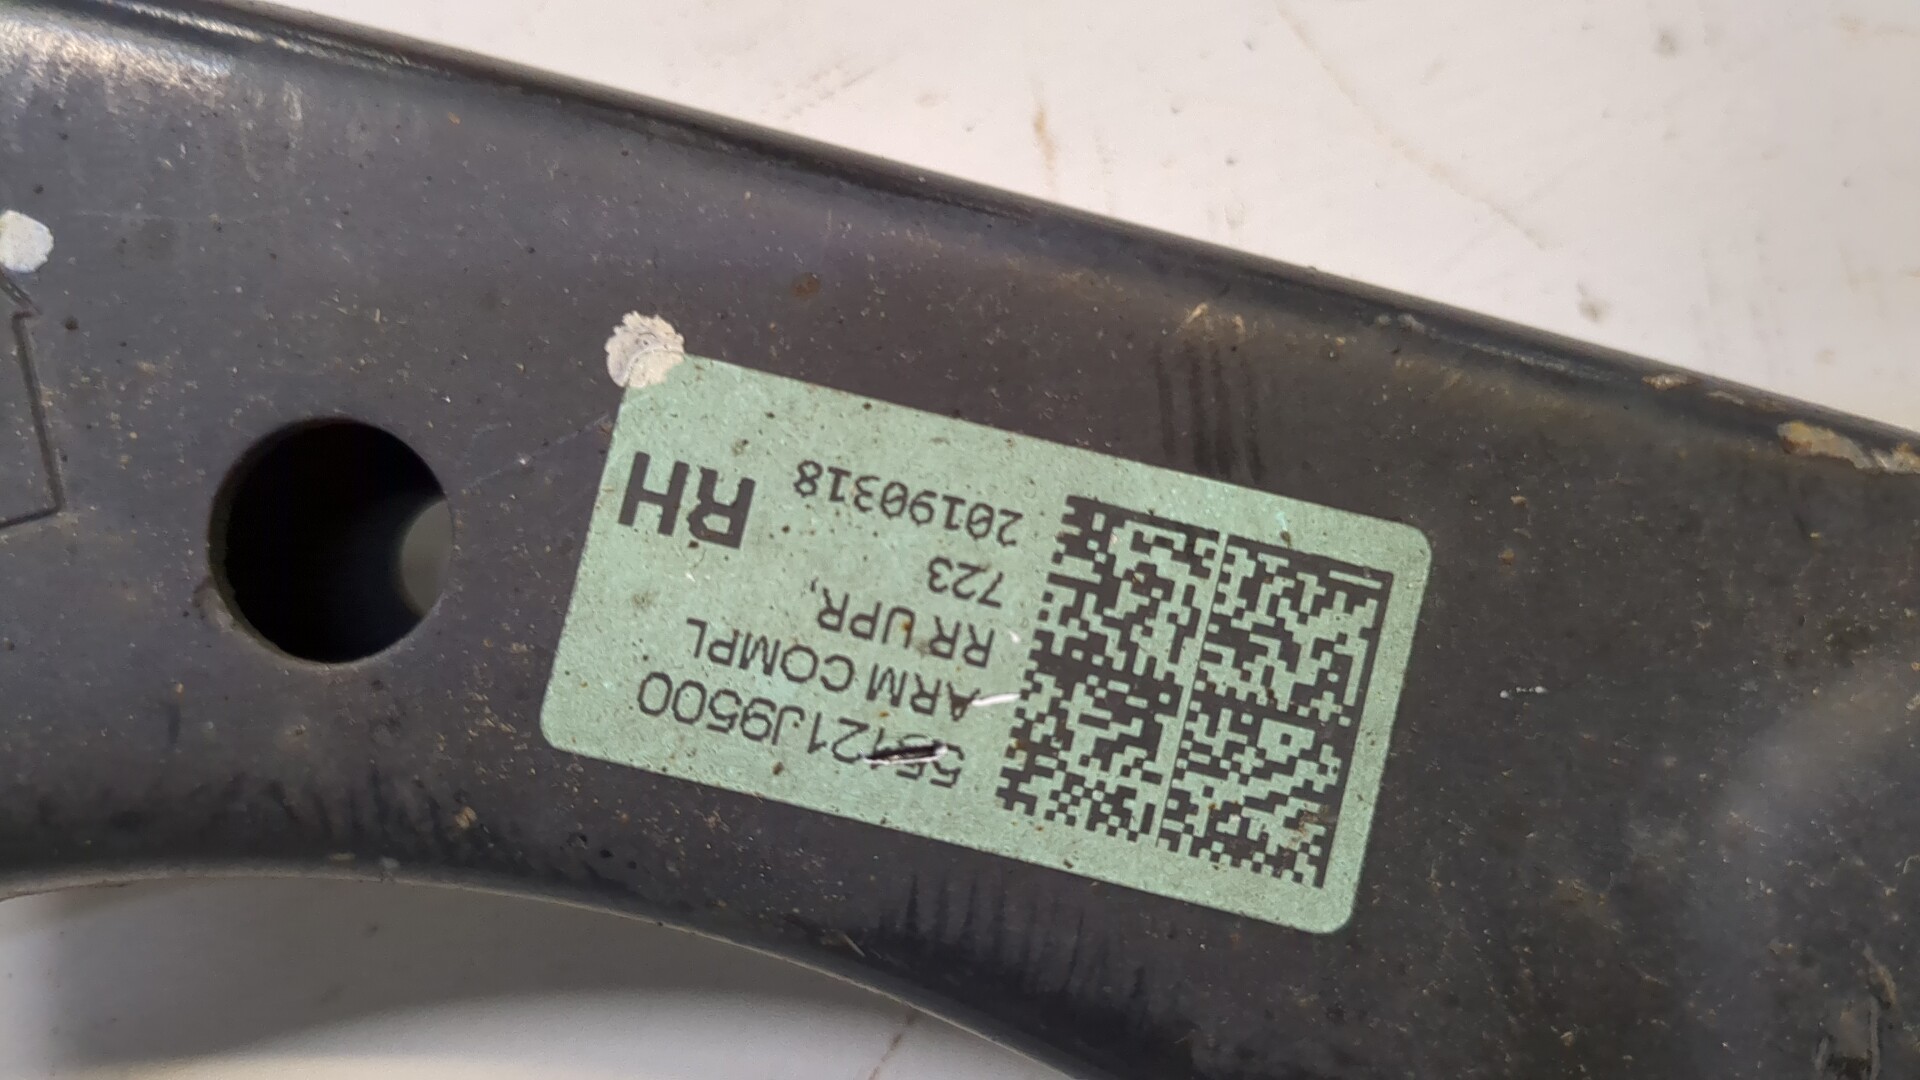 55121J9500
ARM COMPL
RR UPR,
723
20190318
RH